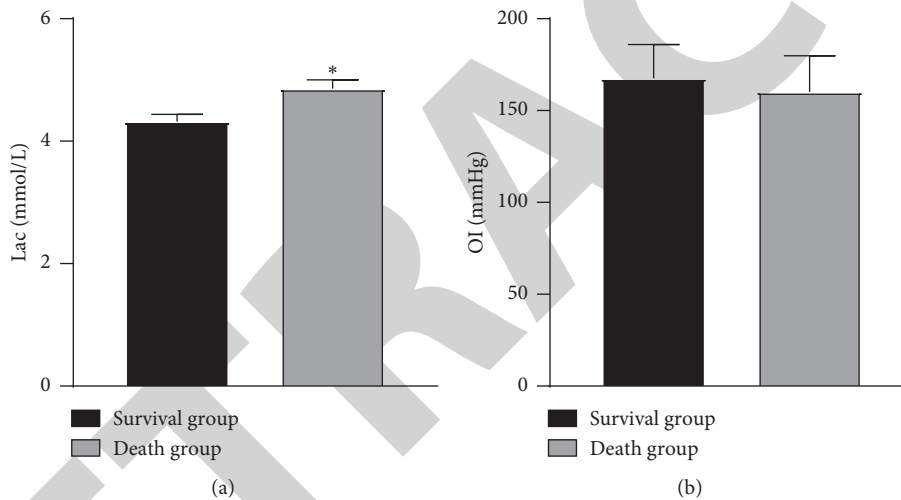 6
4
2
0
Lac (mmol/L)
*
Survival group
Death group
(a)
200
150
100
50
0
OI (mmHg)
Survival group
Death group
(b)
TRAC